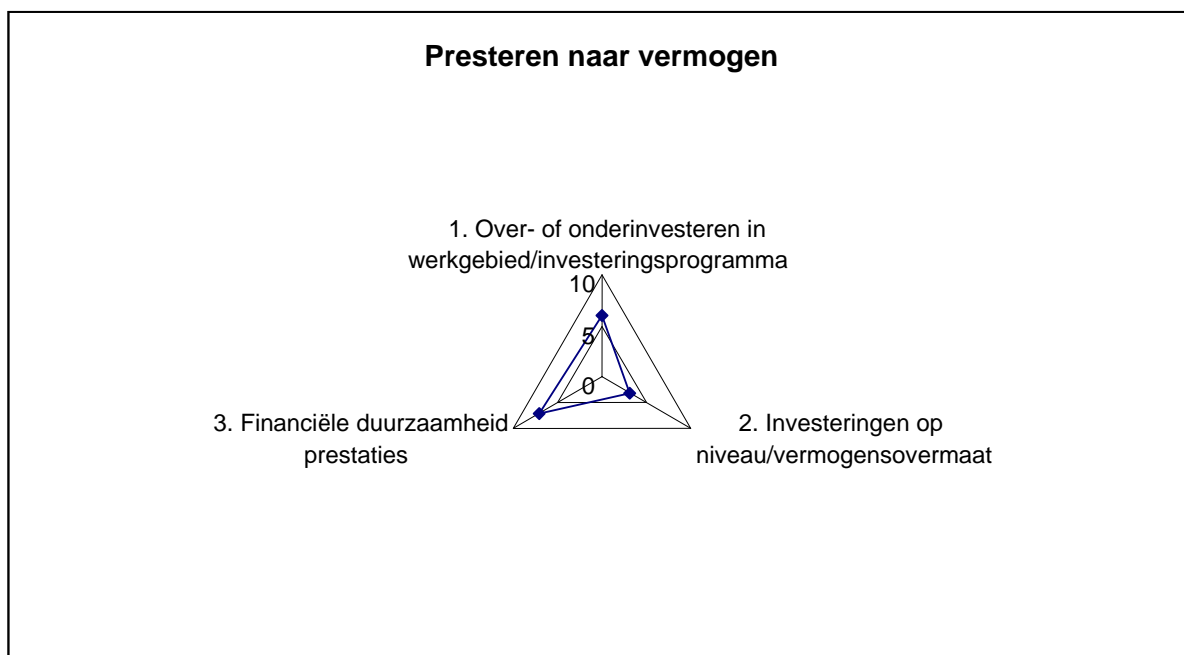 Presteren naar vermogen
1. Over- of onderinvesteren in
werkgebied/investeringsprogramma
10
5
0
3. Financiële duurzaamheid
prestaties
2. Investeringen op
niveau/vermogensovermaat